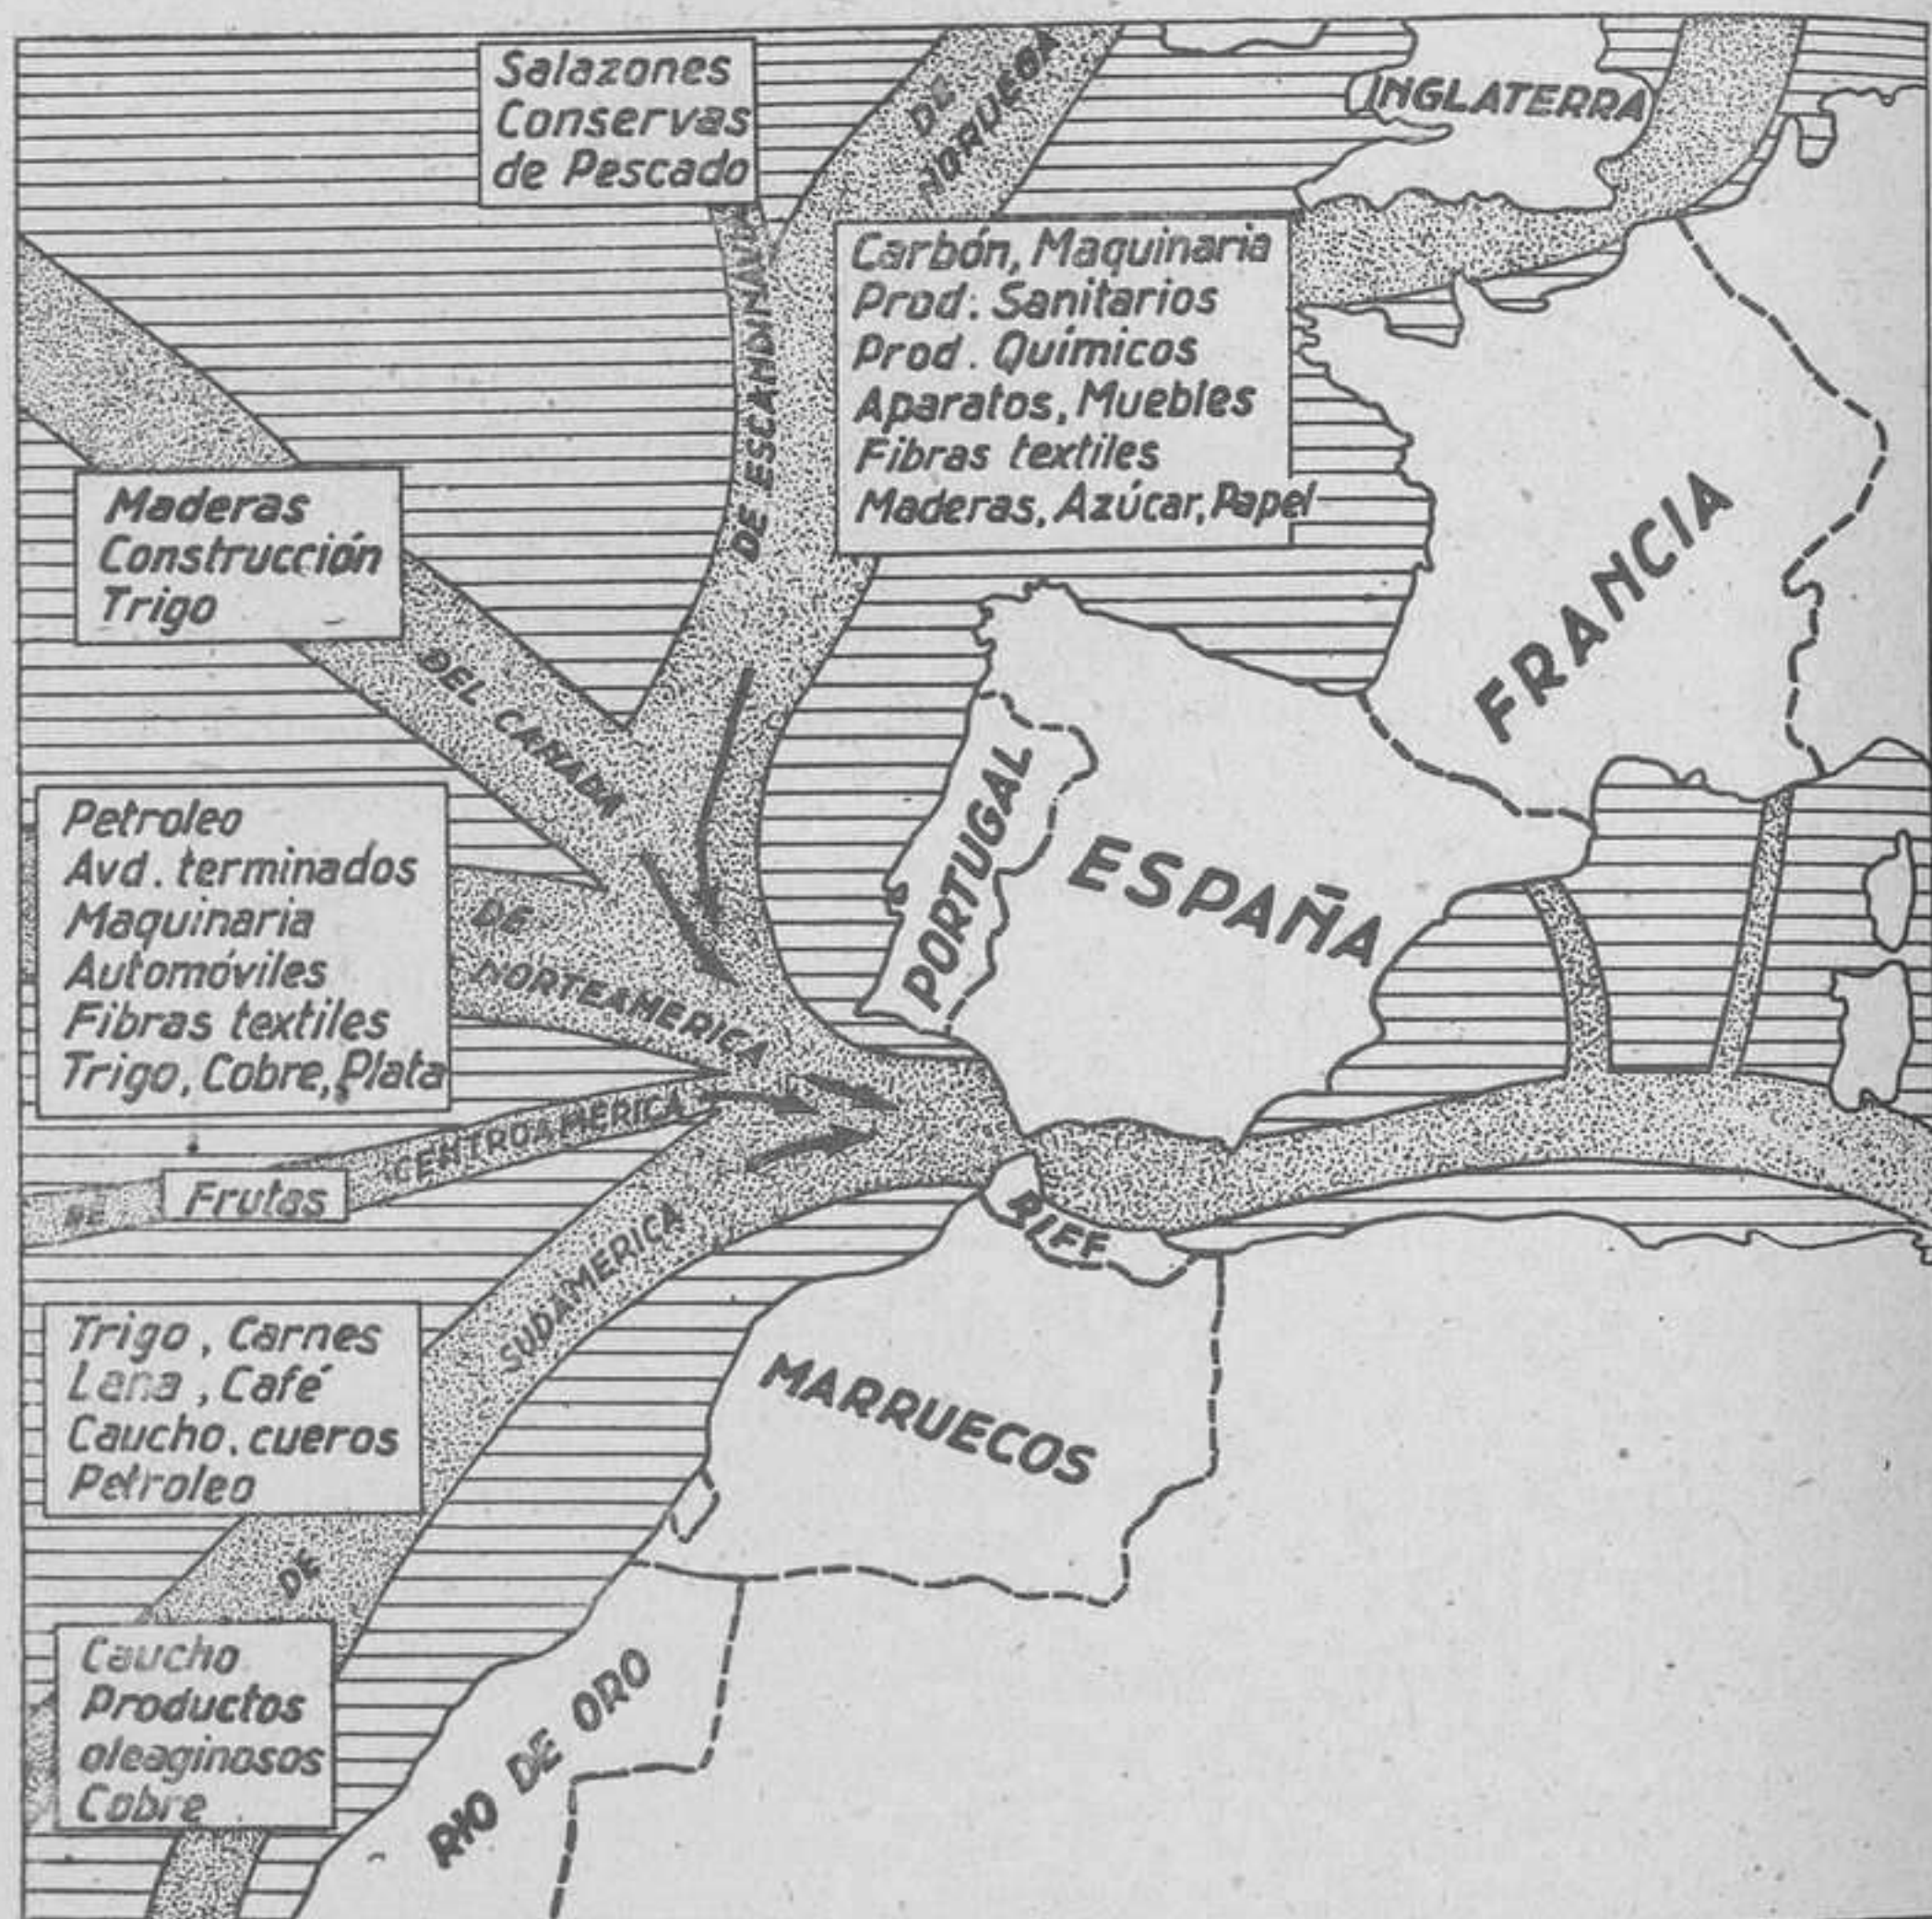 Salazones
Conservas
de Pescado
DE
NORUEGA
INGLATERRA
DE ESCANDINAVIA
Carbón, Maquinaria
Prod. Sanitarios
Prod. Químicos
Aparatos, Muebles
Fibras textiles
Maderas, Azúcar, Papel
Maderas
Construcción
Trigo
DEL CANADA
FRANCIA
PORTUGAL
ESPAÑA
Petroleo
Avd. terminados
Maquinaria
Automóviles
Fibras textiles
Trigo, Cobre, Plata
DE
NORTEAMERICA
DE
Frutas
CENTROAMERICA
RIFF
Trigo, Carnes
Lana, Café
Caucho, cueros
Petroleo
DE
SUDAMERICA
MARRUECOS
Caucho
Productos
oleaginosos
Cobre
RIO DE ORO